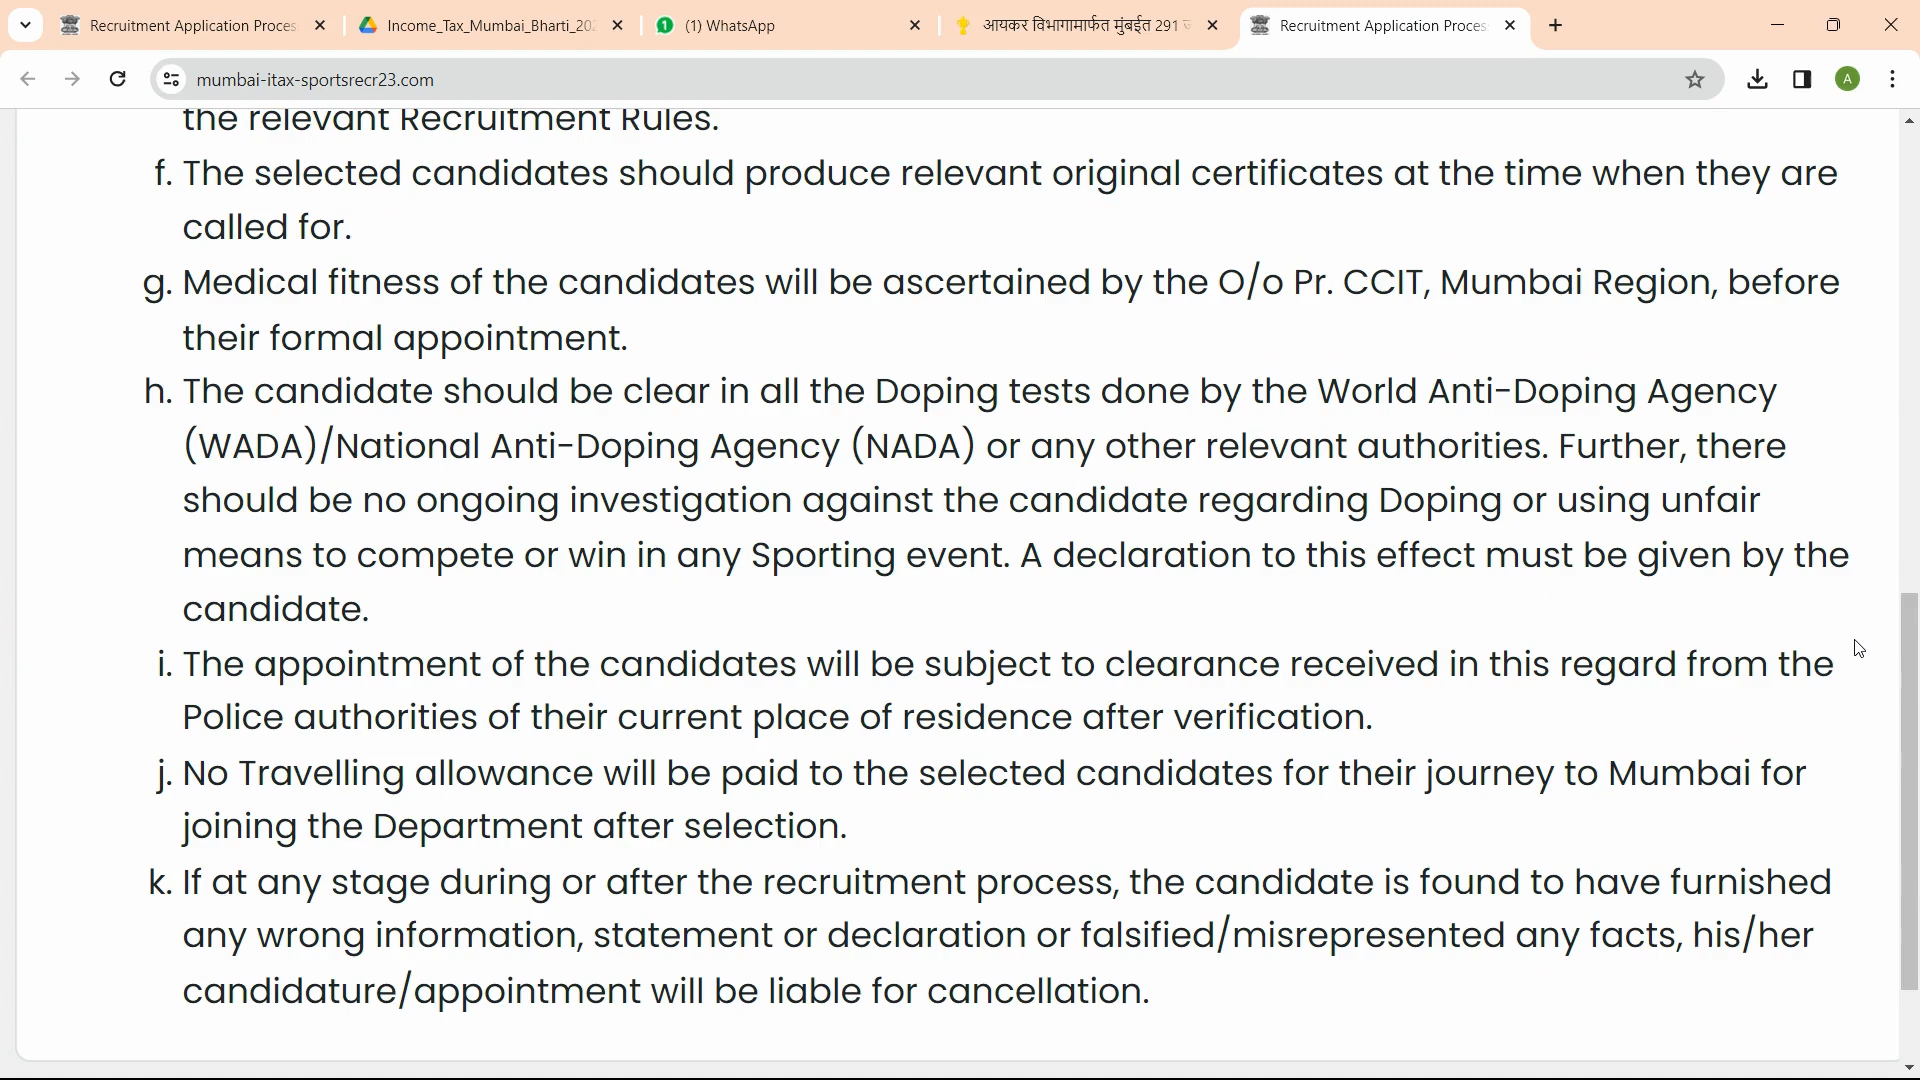 Recruitment Application Proces
Income_Tax_Mumbai_Bharti_202
(1) WhatsApp
आयकर विभागामार्फत मुंबईत 291
Recruitment Application Proces
mumbai-itax-sportsrecr23.com
A
the relevant Recruitment Rules.
f. The selected candidates should produce relevant original certificates at the time when they are
called for.
g. Medical fitness of the candidates will be ascertained by the O/o Pr. CCIT, Mumbai Region, before
their formal appointment.
h. The candidate should be clear in all the Doping tests done by the World Anti-Doping Agency
(WADA)/National Anti-Doping Agency (NADA) or any other relevant authorities. Further, there
should be no ongoing investigation against the candidate regarding Doping or using unfair
means to compete or win in any Sporting event. A declaration to this effect must be given by the
candidate.
i. The appointment of the candidates will be subject to clearance received in this regard from the
Police authorities of their current place of residence after verification.
j. No Travelling allowance will be paid to the selected candidates for their journey to Mumbai for
joining the Department after selection.
k. If at any stage during or after the recruitment process, the candidate is found to have furnished
any wrong information, statement or declaration or falsified/misrepresented any facts, his/her
candidature/appointment will be liable for cancellation.